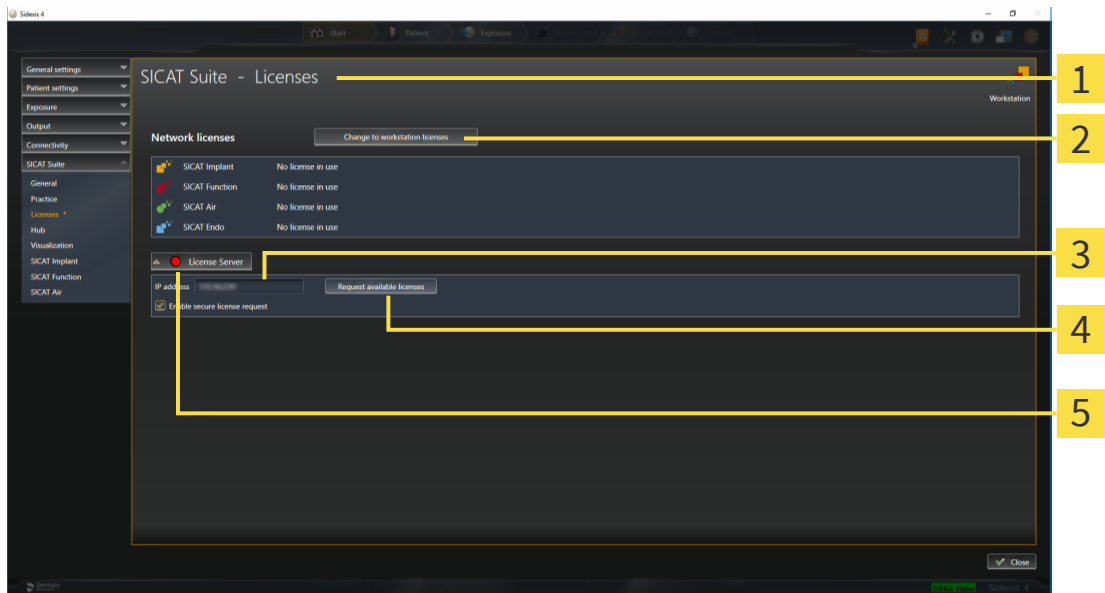 Sidexis 4
Start
Patient
Exposure
General settings
Patient settings
Exposure
Output
Connectivity
SICAT Suite
General
Practice
Licenses *
Hub
Visualization
SICAT Implant
SICAT Function
SICAT Air
SICAT Suite - Licenses
Workstation
Network licenses
Change to workstation licenses
SICAT Implant No license in use
SICAT Function No license in use
SICAT Air No license in use
SICAT Endo No license in use
License Server
IP address
Request available licenses
Enable secure license request
Close
Sidexis 4
1
2
3
4
5